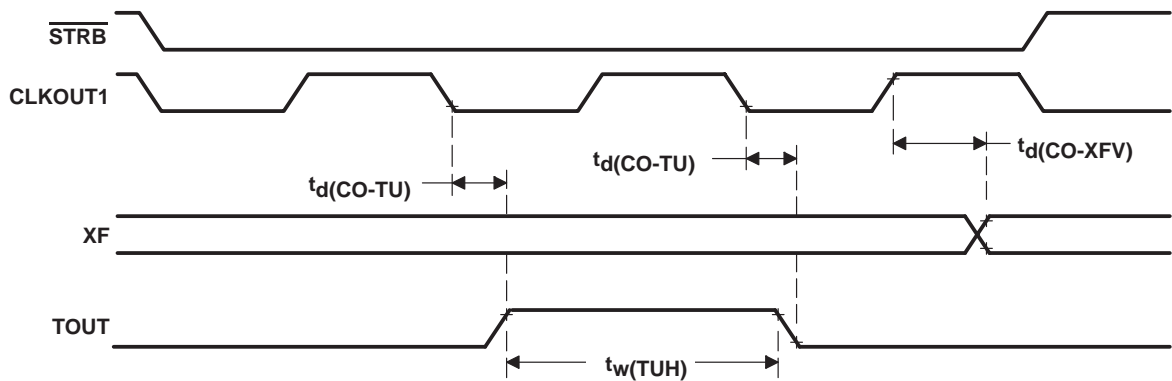 STRB
CLKOUT1
td(CO-XFV)
td(CO-TU)
td(CO-TU)
XF
TOUT
tw(TUH)